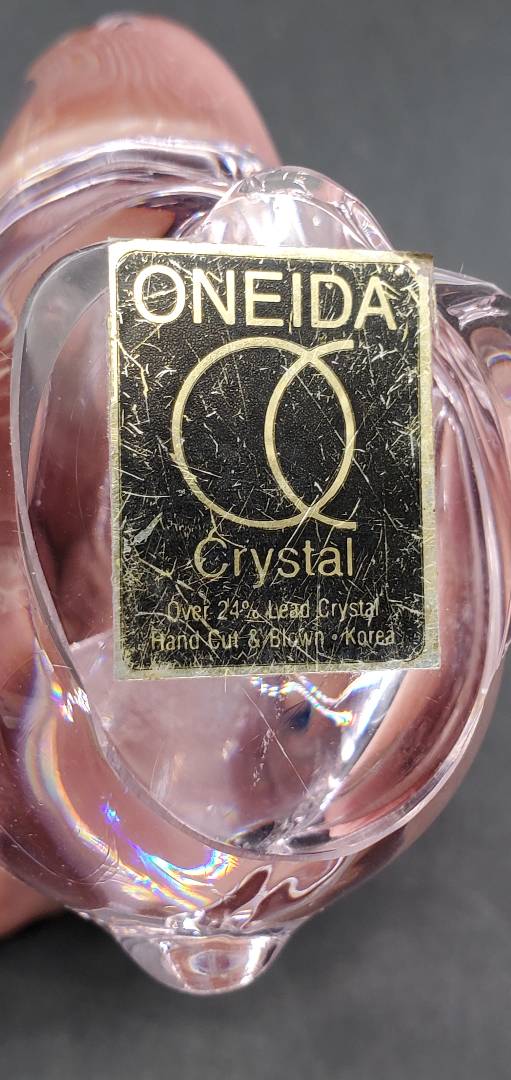 ONEIDA
Crystal
Over 24% Lead Crystal
Hand Cut & Blown • Korea